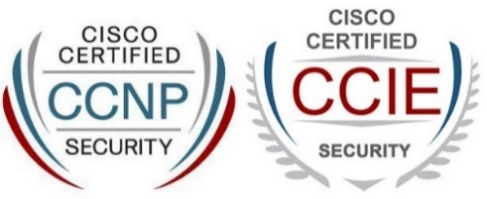 CISCO
CERTIFIED
CCNP
SECURITY
CISCO
CERTIFIED
CCIE
SECURITY